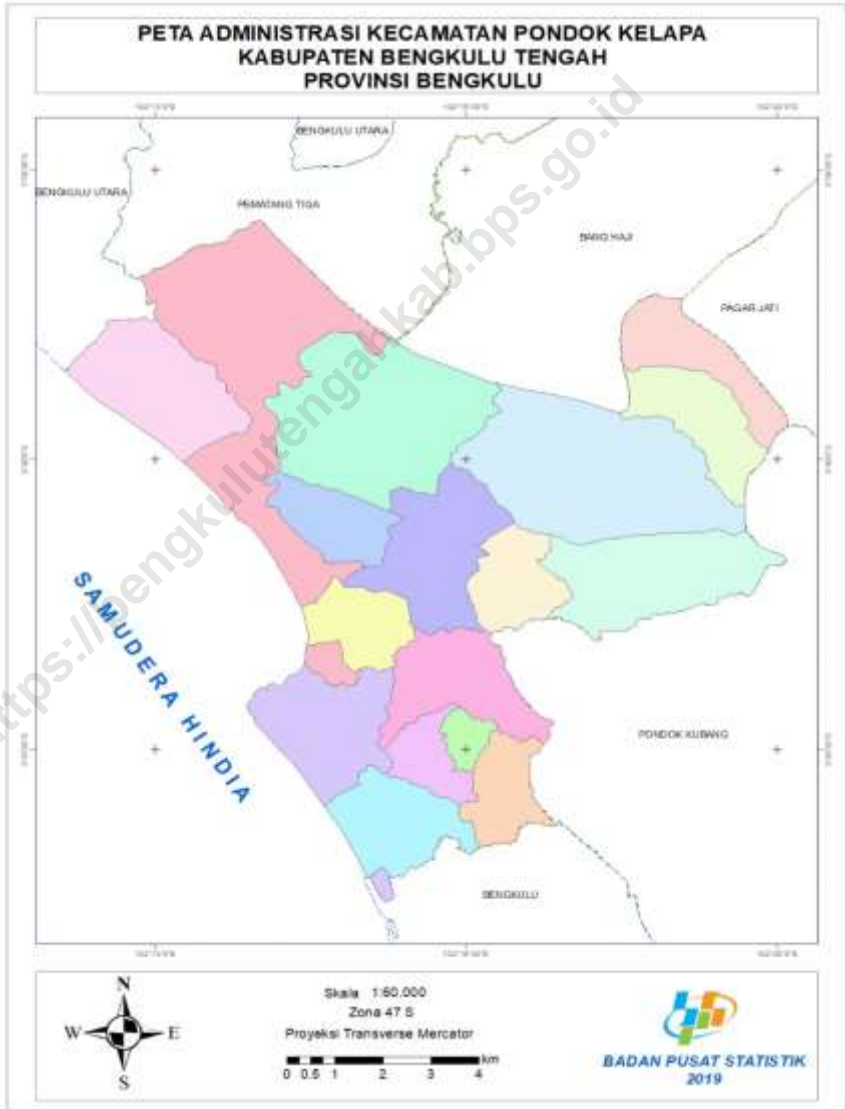 PETA ADMINISTRASI KECAMATAN PONDOK KELAPA
KABUPATEN BENGKULU TENGAH
PROVINSI BENGKULU
BENGKULU UTARA
BENGKULU UTARA
PEMATANG TIGA
BANG HAJI
PAGAR JATI
SAMUDERA HINDIA
PONDOK KUBANG
BENGKULU
https://bengkulutengahkab.bps.go.id
N
W E
S
Skala 1:60.000
Zona 47 S
Proyeksi Transverse Mercator
km
0 0.5 1 2 3 4
BADAN PUSAT STATISTIK
2019